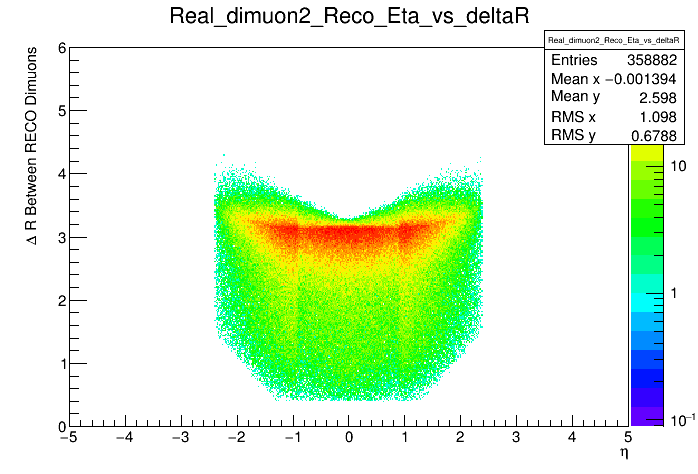 Real_dimuon2_Reco_Eta_vs_deltaR
Real_dimuon2_Reco_Eta_vs_deltaR
Entries 358882
Mean x −0.001394
Mean y 2.598
RMS x 1.098
RMS y 0.6788
Δ R Between RECO Dimuons
6
5
4
3
2
1
0
−5 −4 −3 −2 −1 0 1 2 3 4 5
η
10
1
10⁻¹